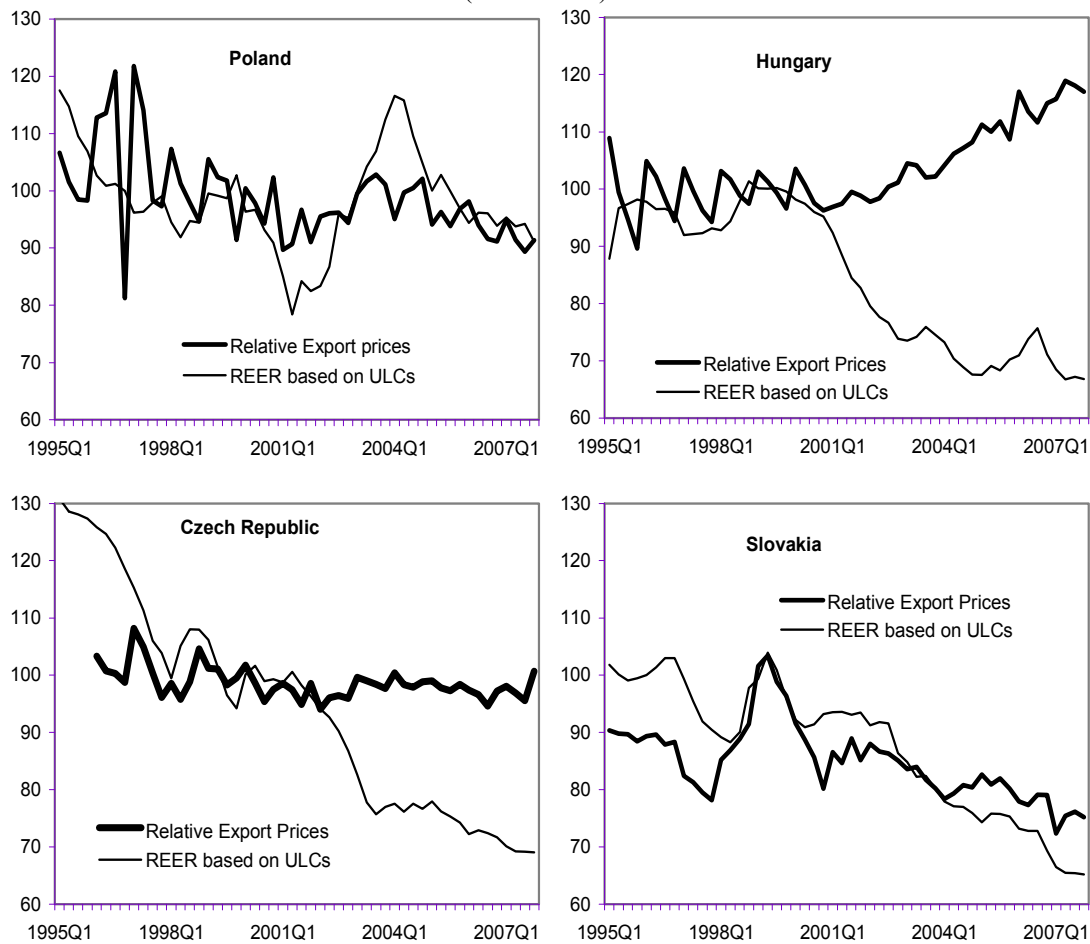 130
120
110
100
90
80
70
60
Poland
Relative Export prices
REER based on ULCs
1995Q1 1998Q1 2001Q1 2004Q1 2007Q1
130
120
110
100
90
80
70
60
Hungary
Relative Export Prices
REER based on ULCs
1995Q1 1998Q1 2001Q1 2004Q1 2007Q1
130
120
110
100
90
80
70
60
Czech Republic
Relative Export Prices
REER based on ULCs
1995Q1 1998Q1 2001Q1 2004Q1 2007Q1
130
120
110
100
90
80
70
60
Slovakia
Relative Export Prices
REER based on ULCs
1995Q1 1998Q1 2001Q1 2004Q1 2007Q1